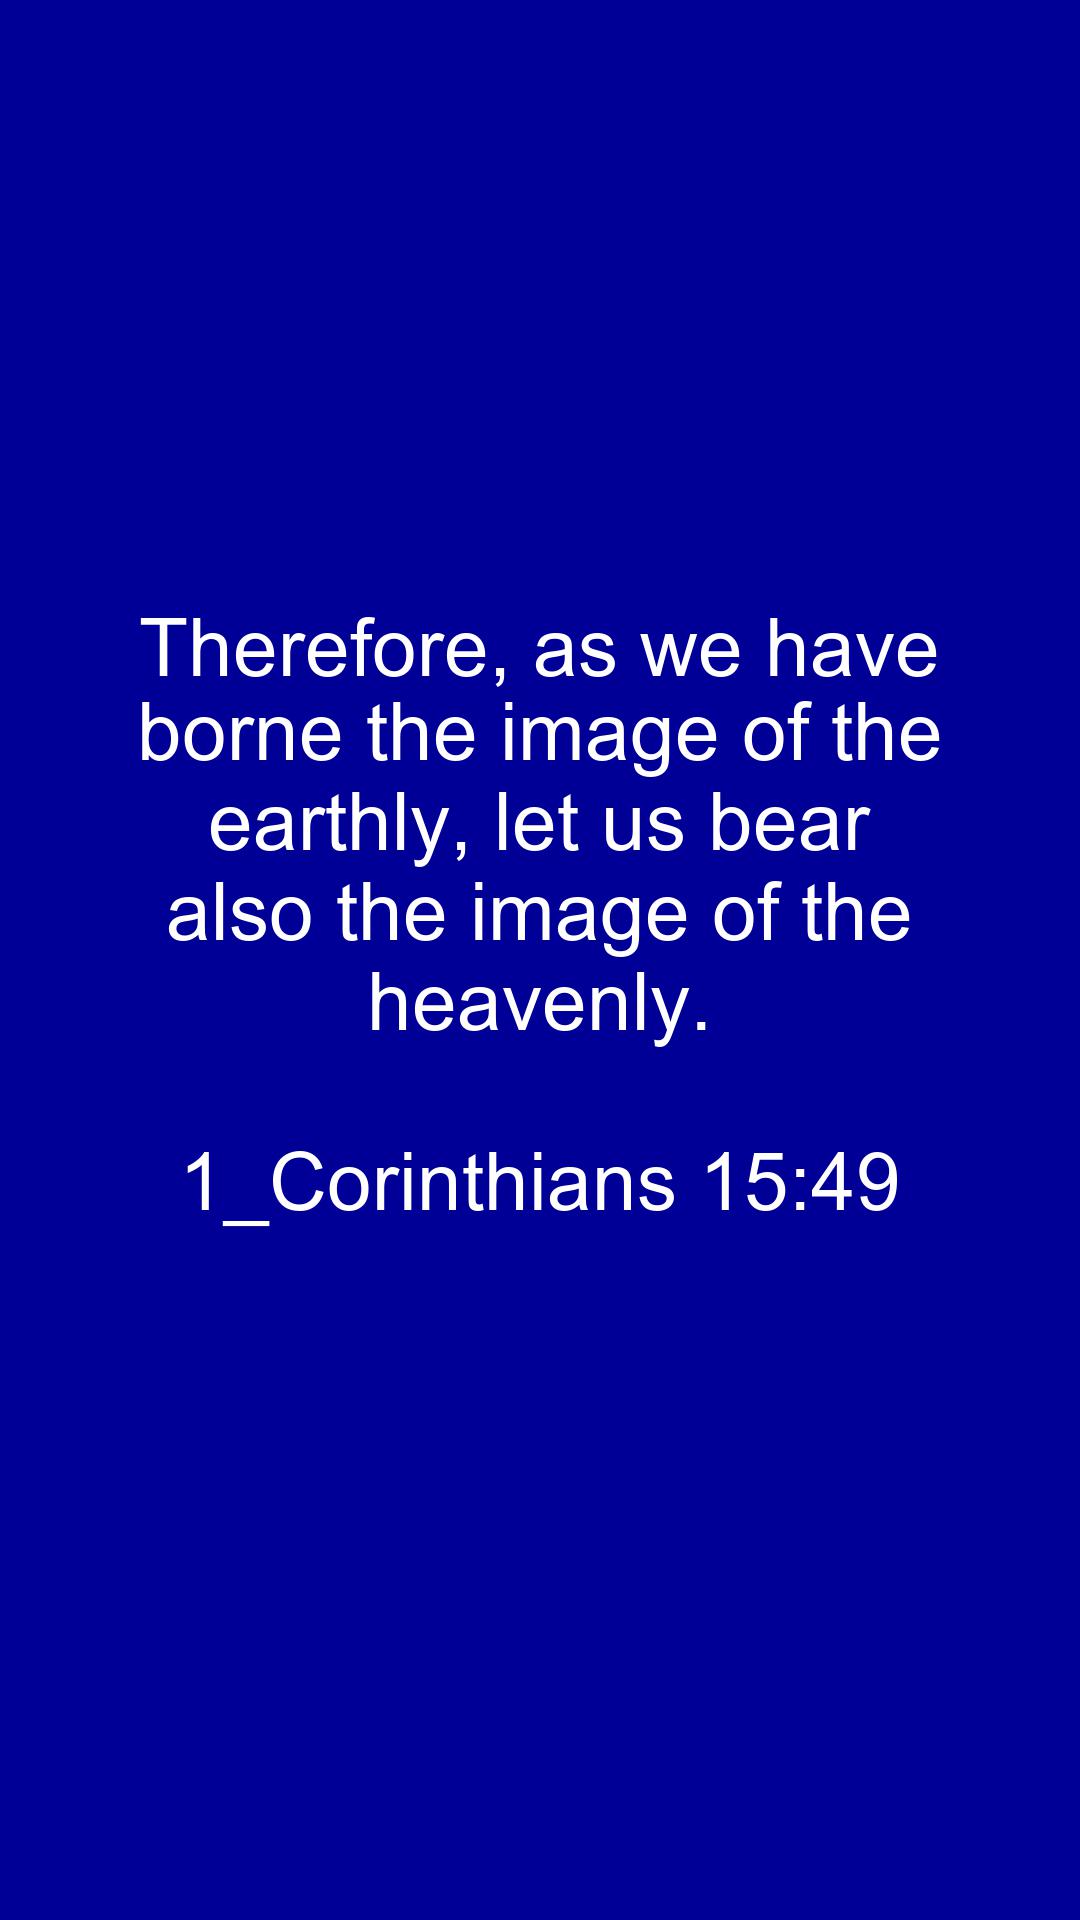 Therefore, as we have
borne the image of the
earthly, let us bear
also the image of the
heavenly.
1_Corinthians 15:49